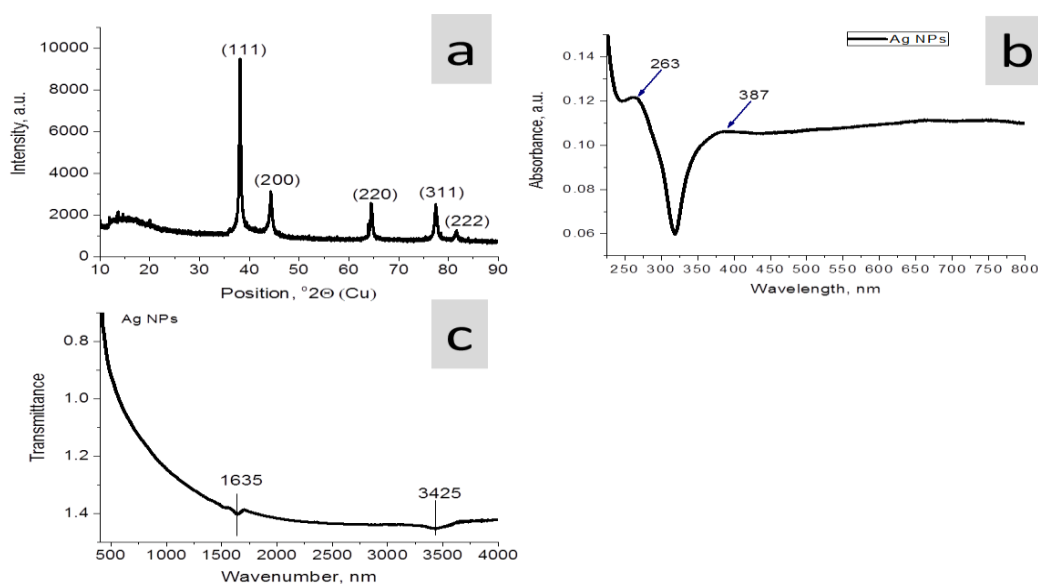 a
(111)
(200)
(220)
(311)
(222)
10000
8000
6000
4000
2000
0
Intensity, a.u.
10 20 30 40 50 60 70 80 90
Position, °2Θ (Cu)
b
Ag NPs
263
387
0.14
0.12
0.10
0.08
0.06
Absorbance, a.u.
250 300 350 400 450 500 550 600 650 700 750 800
Wavelength, nm
c
Ag NPs
0.8
1.0
1.2
1.4
Transmittance
1635
3425
500 1000 1500 2000 2500 3000 3500 4000
Wavenumber, nm